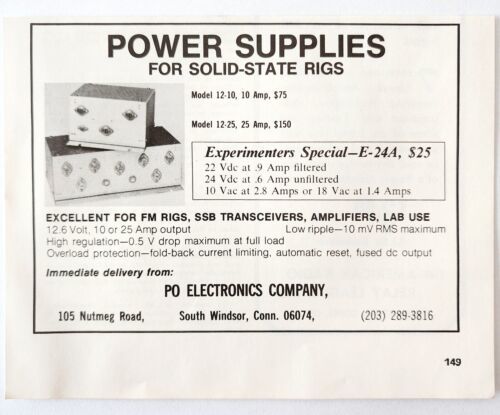 POWER SUPPLIES
FOR SOLID-STATE RIGS
Model 12-10, 10 Amp, $75
Model 12-25, 25 Amp, $150
Experimenters Special—E-24A, $25
22 Vdc at .9 Amp filtered
24 Vdc at .6 Amp unfiltered
10 Vac at 2.8 Amps or 18 Vac at 1.4 Amps
EXCELLENT FOR FM RIGS, SSB TRANSCEIVERS, AMPLIFIERS, LAB USE
12.6 Volt, 10 or 25 Amp output Low ripple—10 mV RMS maximum
High regulation—0.5 V drop maximum at full load
Overload protection—fold-back current limiting, automatic reset, fused dc output
Immediate delivery from:
PO ELECTRONICS COMPANY,
105 Nutmeg Road, South Windsor, Conn. 06074, (203) 289-3816
149